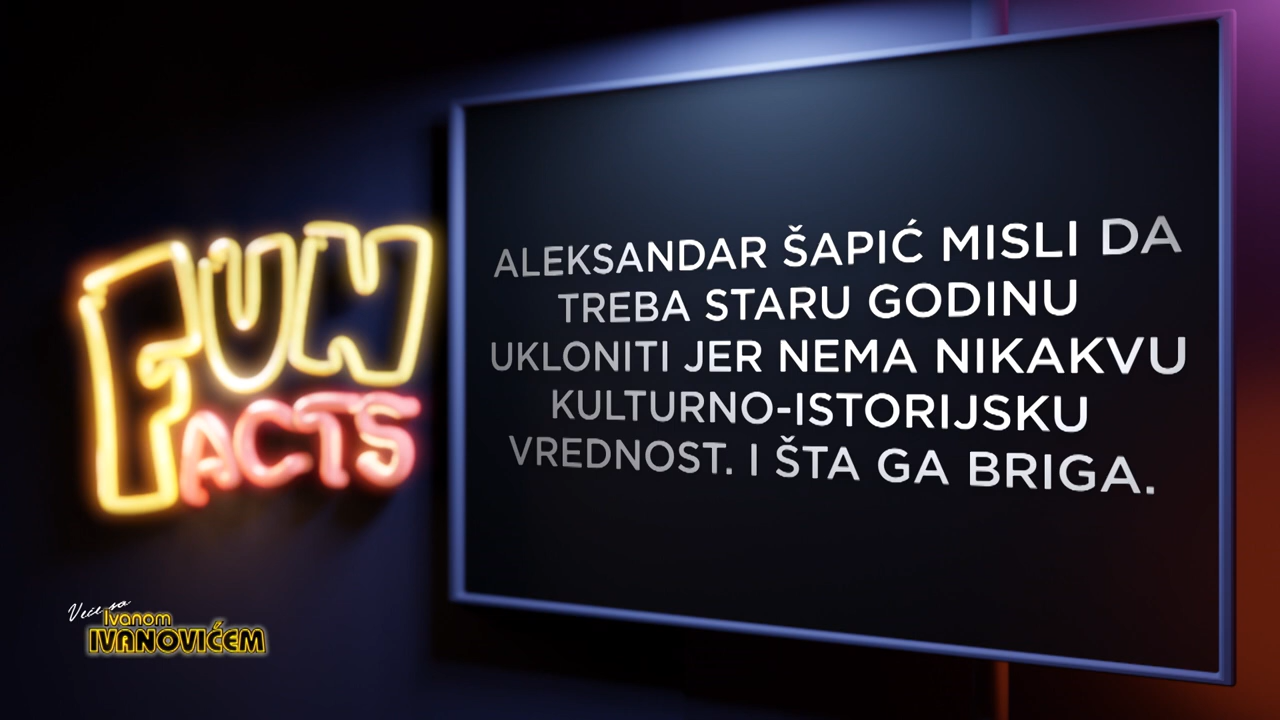 FUN
FACTS
ALEKSANDAR ŠAPIĆ MISLI DA
TREBA STARU GODINU
UKLONITI JER NEMA NIKAKVU
KULTURNO-ISTORIJSKU
VREDNOST. I ŠTA GA BRIGA.
Veče sa
Ivanom
IVANOVIĆEM